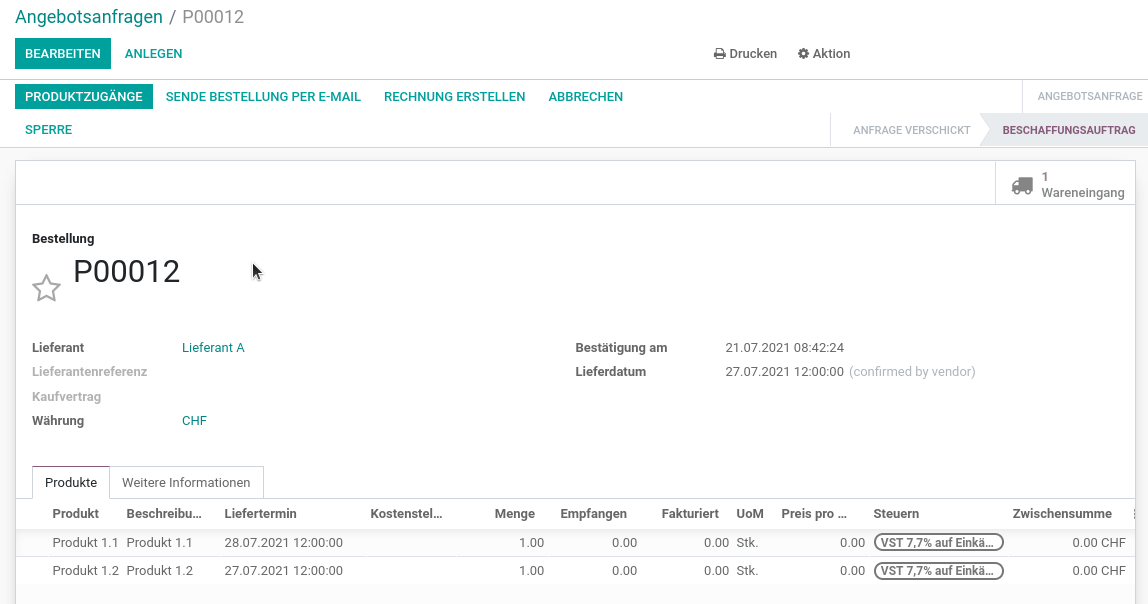 Angebotsanfragen / P00012
BEARBEITEN ANLEGEN Drucken Aktion
PRODUKTZUGÄNGE SENDE BESTELLUNG PER E-MAIL RECHNUNG ERSTELLEN ABBRECHEN ANGEBOTSANFRAGE
SPERRE ANFRAGE VERSCHICKT BESCHAFFUNGSAUFTRAG
1
Wareneingang
Bestellung
P00012
Lieferant Lieferant A Bestätigung am 21.07.2021 08:42:24
Lieferantenreferenz Lieferdatum 27.07.2021 12:00:00 (confirmed by vendor)
Kaufvertrag
Währung CHF
Produkte Weitere Informationen
Produkt Beschreibu... Liefertermin Kostenstel... Menge Empfangen Fakturiert UoM Preis pro ... Steuern Zwischensumme
Produkt 1.1 Produkt 1.1 28.07.2021 12:00:00 1.00 0.00 0.00 Stk. 0.00 VST 7,7% auf Einkä... 0.00 CHF
Produkt 1.2 Produkt 1.2 27.07.2021 12:00:00 1.00 0.00 0.00 Stk. 0.00 VST 7,7% auf Einkä... 0.00 CHF